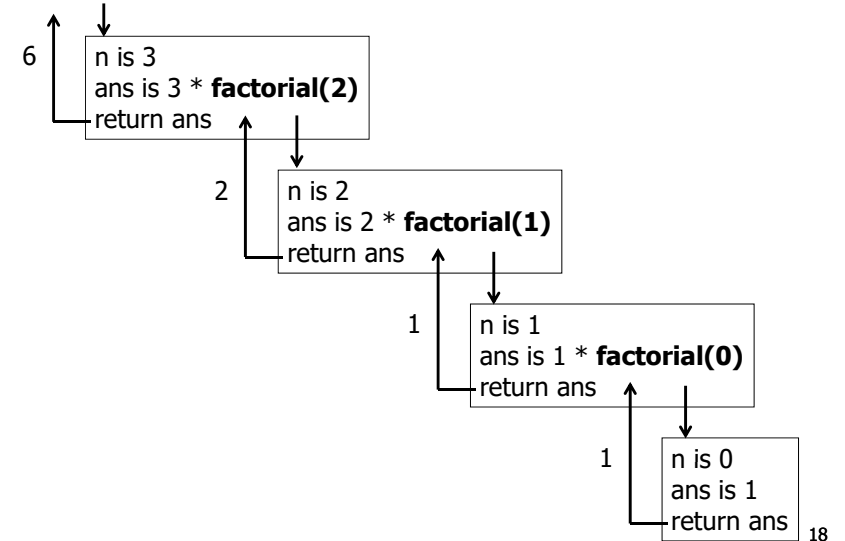 6
n is 3
ans is 3 * factorial(2)
return ans
2
n is 2
ans is 2 * factorial(1)
return ans
1
n is 1
ans is 1 * factorial(0)
return ans
1
n is 0
ans is 1
return ans
18